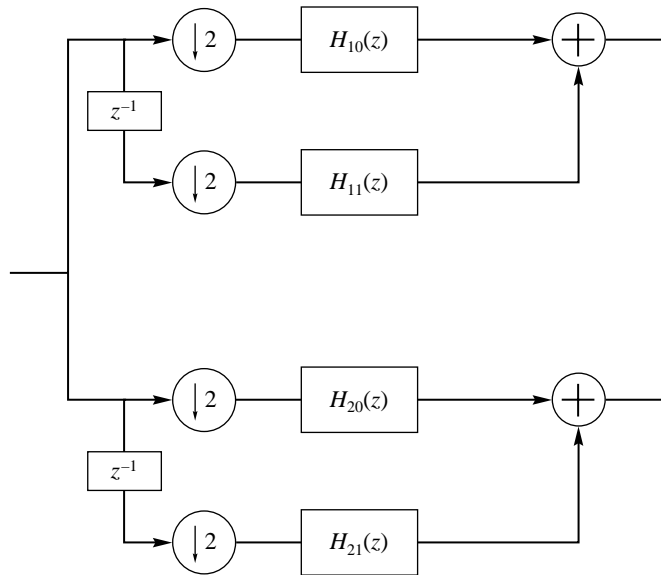 ↓2
H₁₀(z)
+
z⁻¹
↓2
H₁₁(z)
↓2
H₂₀(z)
+
z⁻¹
↓2
H₂₁(z)